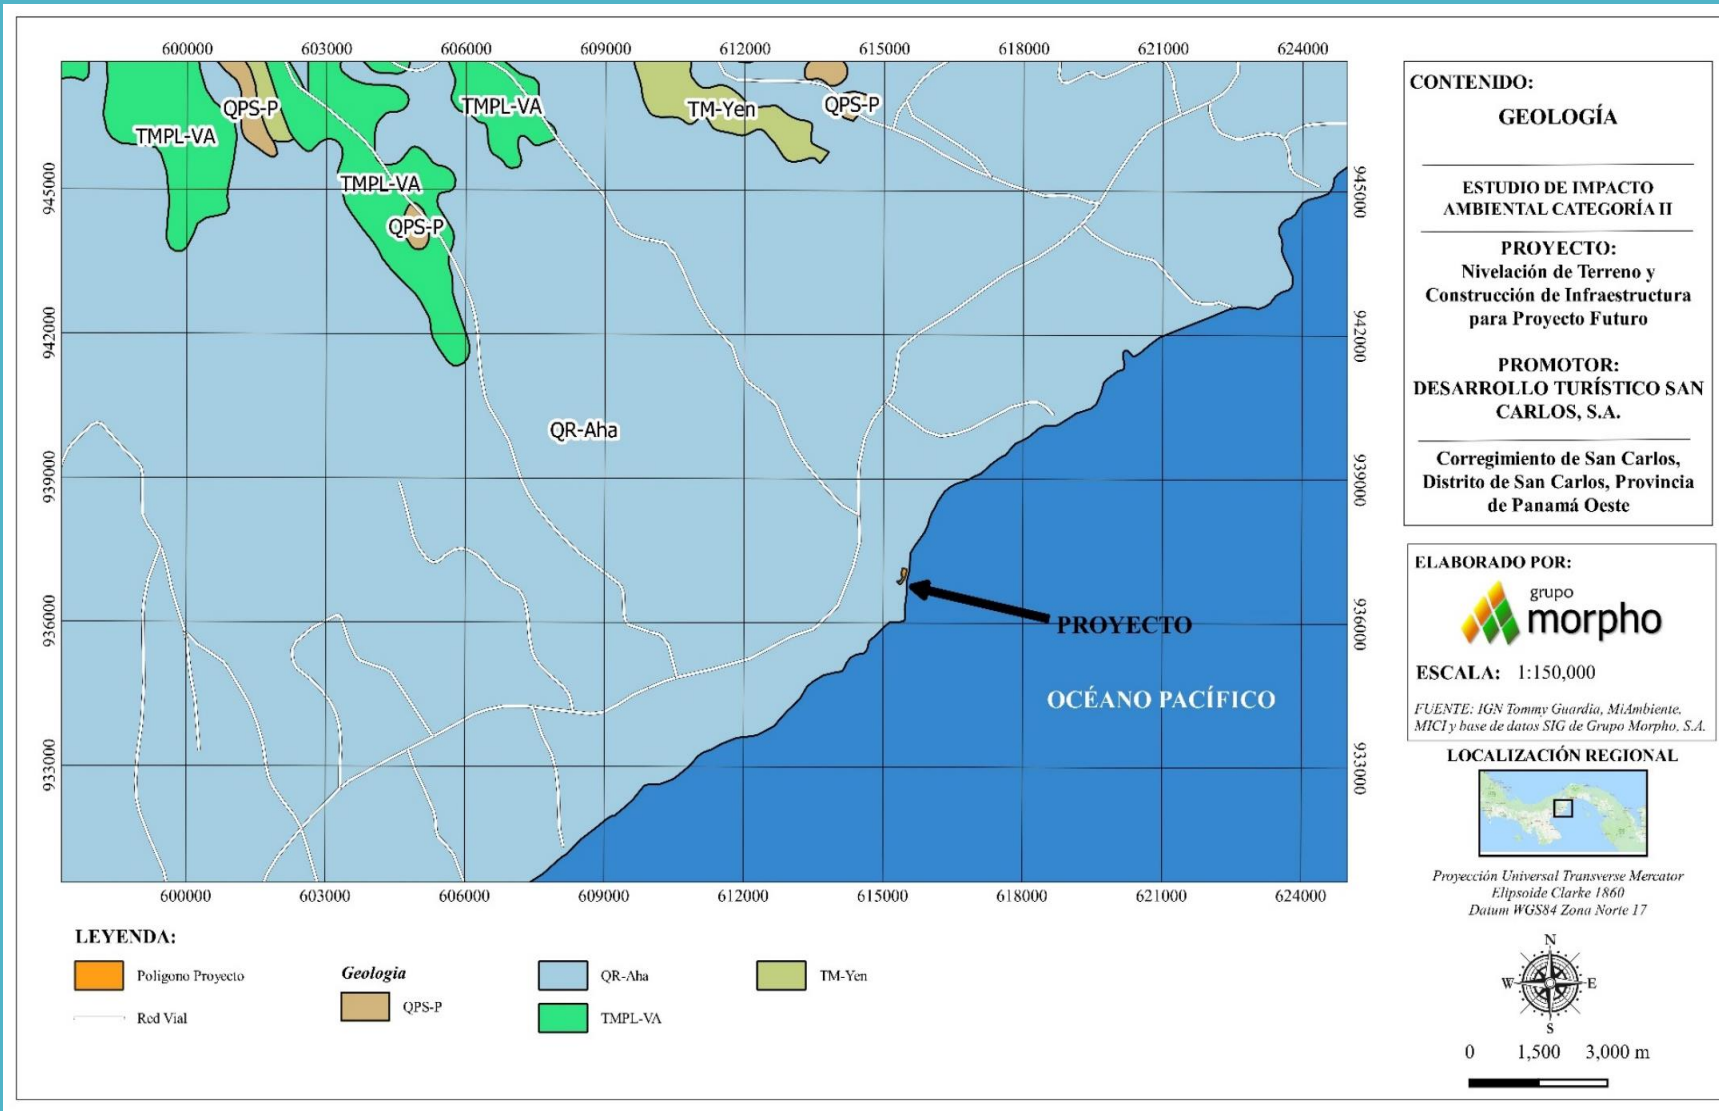 600000 603000 606000 609000 612000 615000 618000 621000 624000
945000
942000
939000
936000
933000
QPS-P
TMPL-VA
TMPL-VA
TM-Yen
QPS-P
TMPL-VA
QPS-P
QR-Aha
PROYECTO
OCÉANO PACÍFICO
945000
942000
939000
936000
933000
600000 603000 606000 609000 612000 615000 618000 621000 624000
LEYENDA:
Poligono Proyecto
Red Vial
Geologia
QPS-P
QR-Aha
TMPL-VA
TM-Yen
CONTENIDO:
GEOLOGÍA
ESTUDIO DE IMPACTO
AMBIENTAL CATEGORÍA II
PROYECTO:
Nivelación de Terreno y
Construcción de Infraestructura
para Proyecto Futuro
PROMOTOR:
DESARROLLO TURÍSTICO SAN
CARLOS, S.A.
Corregimiento de San Carlos,
Distrito de San Carlos, Provincia
de Panamá Oeste
ELABORADO POR:
grupo
morpho
ESCALA: 1:150,000
FUENTE: IGN Tommy Guardia, MiAmbiente,
MICI y base de datos SIG de Grupo Morpho, S.A.
LOCALIZACIÓN REGIONAL
Proyección Universal Transverse Mercator
Elipsoide Clarke 1860
Datum WGS84 Zona Norte 17
N
W E
S
0 1,500 3,000 m